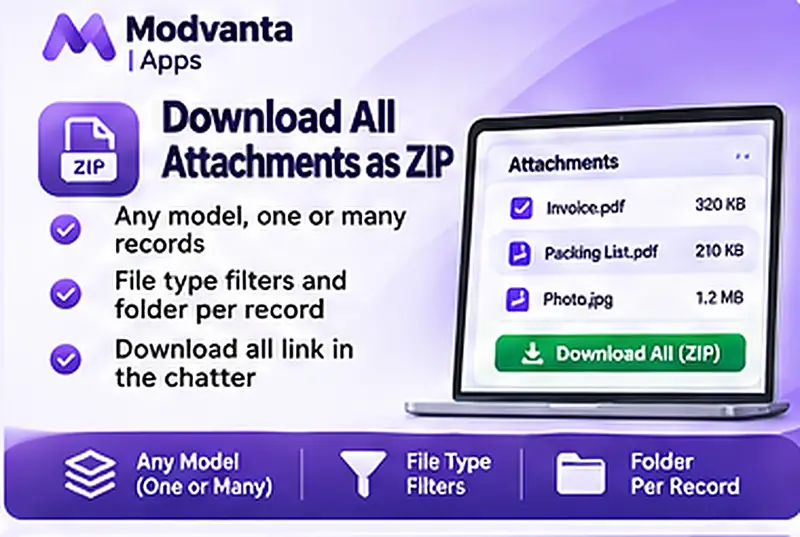 Modvanta
| Apps
ZIP
Download All
Attachments as ZIP
Any model, one or many
records
File type filters and
folder per record
Download all link in
the chatter
Attachments
Invoice.pdf 320 KB
Packing List.pdf 210 KB
Photo.jpg 1.2 MB
Download All (ZIP)
Any Model
(One or Many)
File Type
Filters
Folder
Per Record